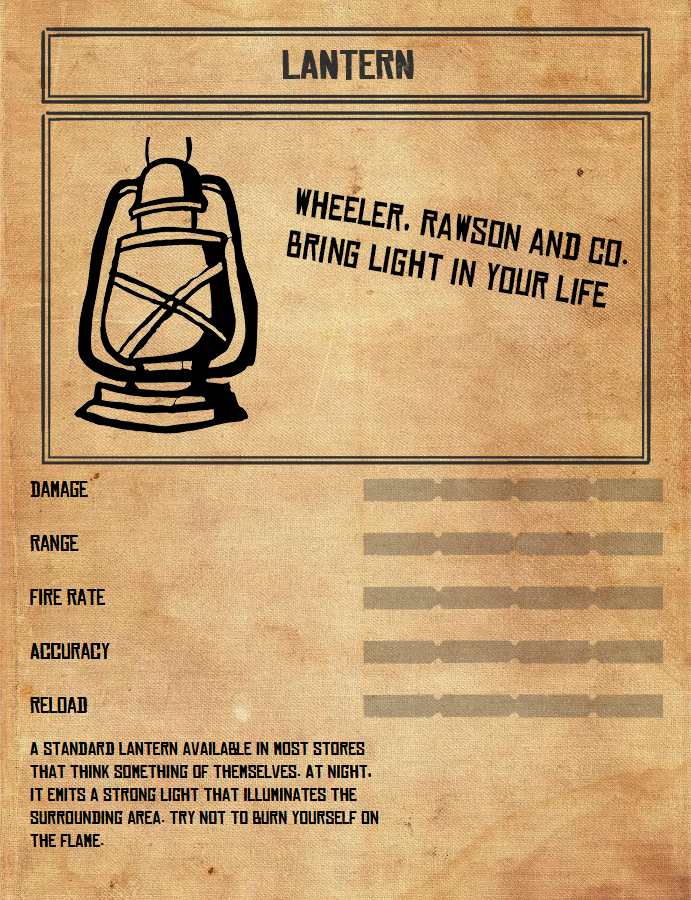 LANTERN
WHEELER, RAWSON AND CO.
BRING LIGHT IN YOUR LIFE
DAMAGE
RANGE
FIRE RATE
ACCURACY
RELOAD
A STANDARD LANTERN AVAILABLE IN MOST STORES
THAT THINK SOMETHING OF THEMSELVES. AT NIGHT,
IT EMITS A STRONG LIGHT THAT ILLUMINATES THE
SURROUNDING AREA. TRY NOT TO BURN YOURSELF ON
THE FLAME.